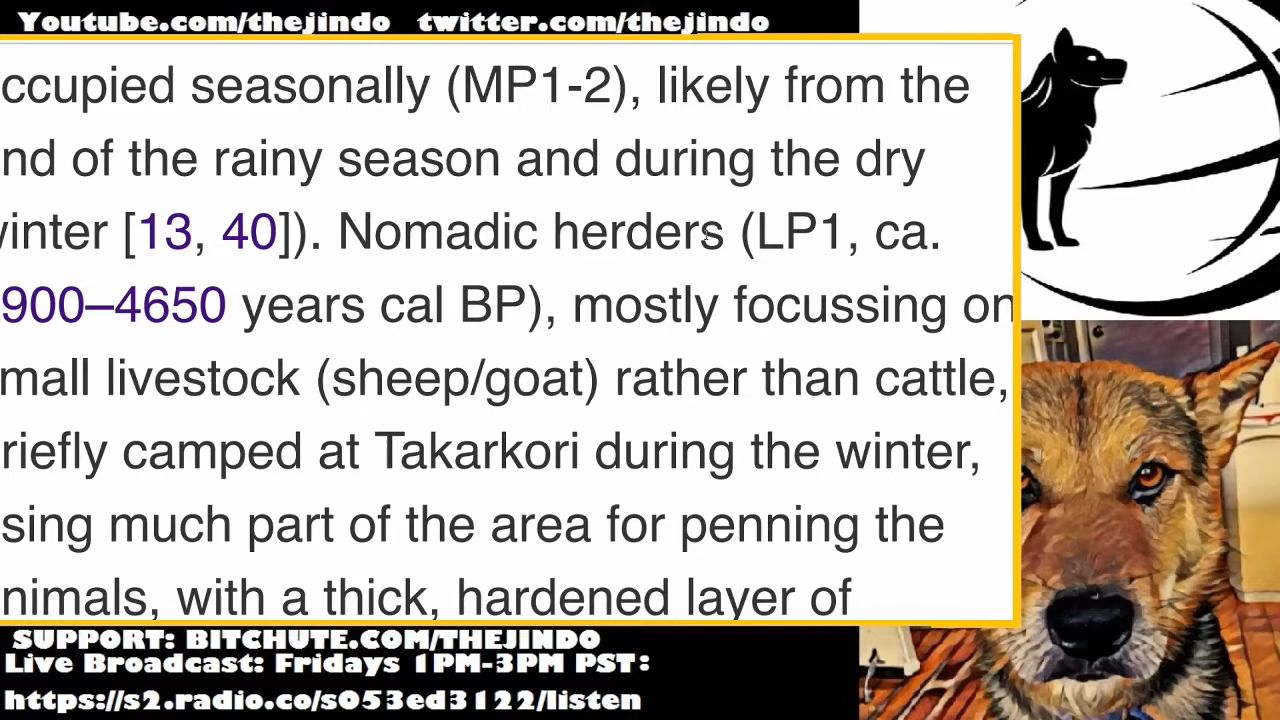 Youtube.com/thejindo twitter.com/thejindo
ccupied seasonally (MP1-2), likely from the
nd of the rainy season and during the dry
vinter [13, 40]). Nomadic herders (LP1, ca.
900–4650 years cal BP), mostly focussing on
mall livestock (sheep/goat) rather than cattle,
riefly camped at Takarkori during the winter,
sing much part of the area for penning the
nimals, with a thick, hardened layer of
SUPPORT: BITCHUTE.COM/THEJINDO
Live Broadcast: Fridays 1PM-3PM PST:
https://s2.radio.co/s053ed3122/listen